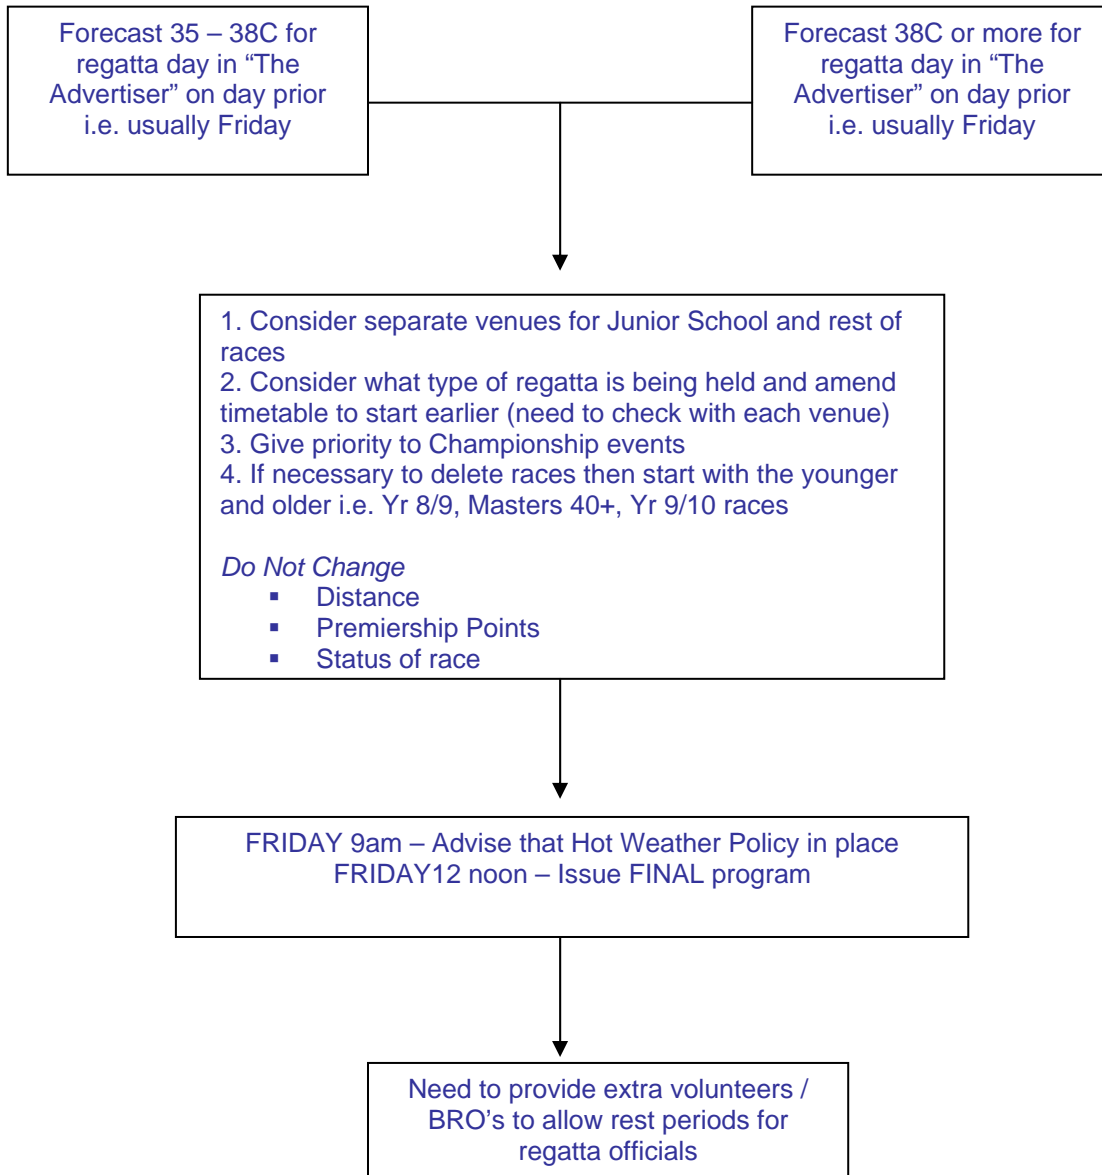 Forecast 35 – 38C for
regatta day in “The
Advertiser” on day prior
i.e. usually Friday
Forecast 38C or more for
regatta day in “The
Advertiser” on day prior
i.e. usually Friday
1. Consider separate venues for Junior School and rest of
races
2. Consider what type of regatta is being held and amend
timetable to start earlier (need to check with each venue)
3. Give priority to Championship events
4. If necessary to delete races then start with the younger
and older i.e. Yr 8/9, Masters 40+, Yr 9/10 races
Do Not Change
▪ Distance
▪ Premiership Points
▪ Status of race
FRIDAY 9am – Advise that Hot Weather Policy in place
FRIDAY12 noon – Issue FINAL program
Need to provide extra volunteers /
BRO’s to allow rest periods for
regatta officials